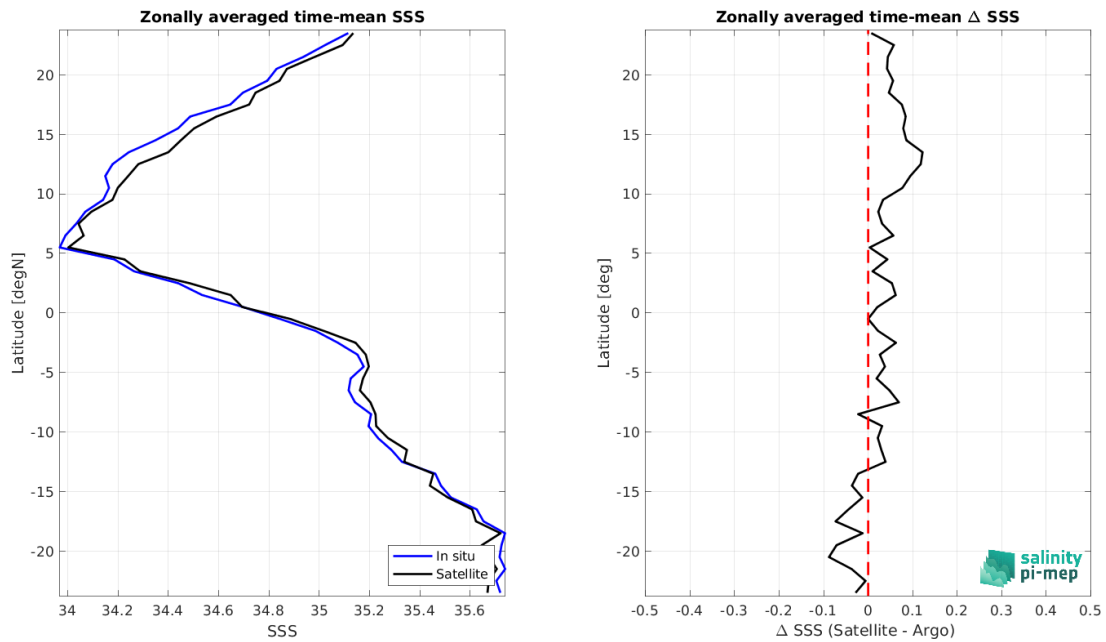 Zonally averaged time-mean SSS
20
15
10
5
0
-5
-10
-15
-20
Latitude [degN]
34 34.2 34.4 34.6 34.8 35 35.2 35.4 35.6
SSS
In situ
Satellite
Zonally averaged time-mean Δ SSS
20
15
10
5
0
-5
-10
-15
-20
Latitude [deg]
-0.5 -0.4 -0.3 -0.2 -0.1 0 0.1 0.2 0.3 0.4 0.5
Δ SSS (Satellite - Argo)
salinity
pi-mep